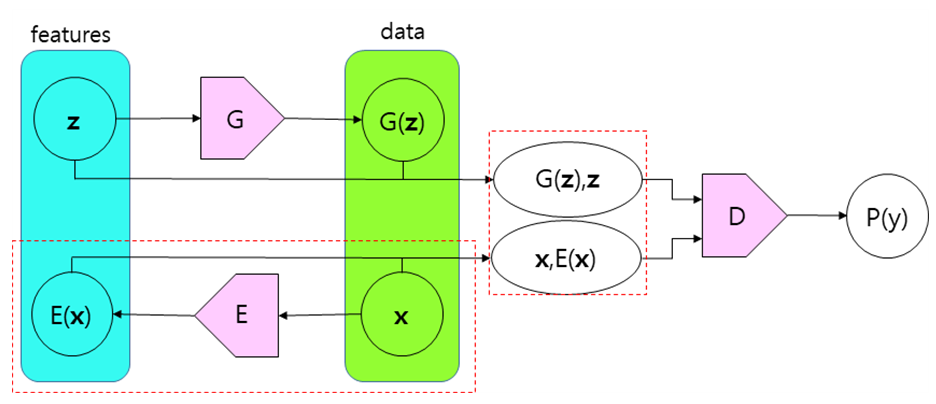 features
data
z
G
G(z)
G(z),z
D
P(y)
x,E(x)
E(x)
E
x